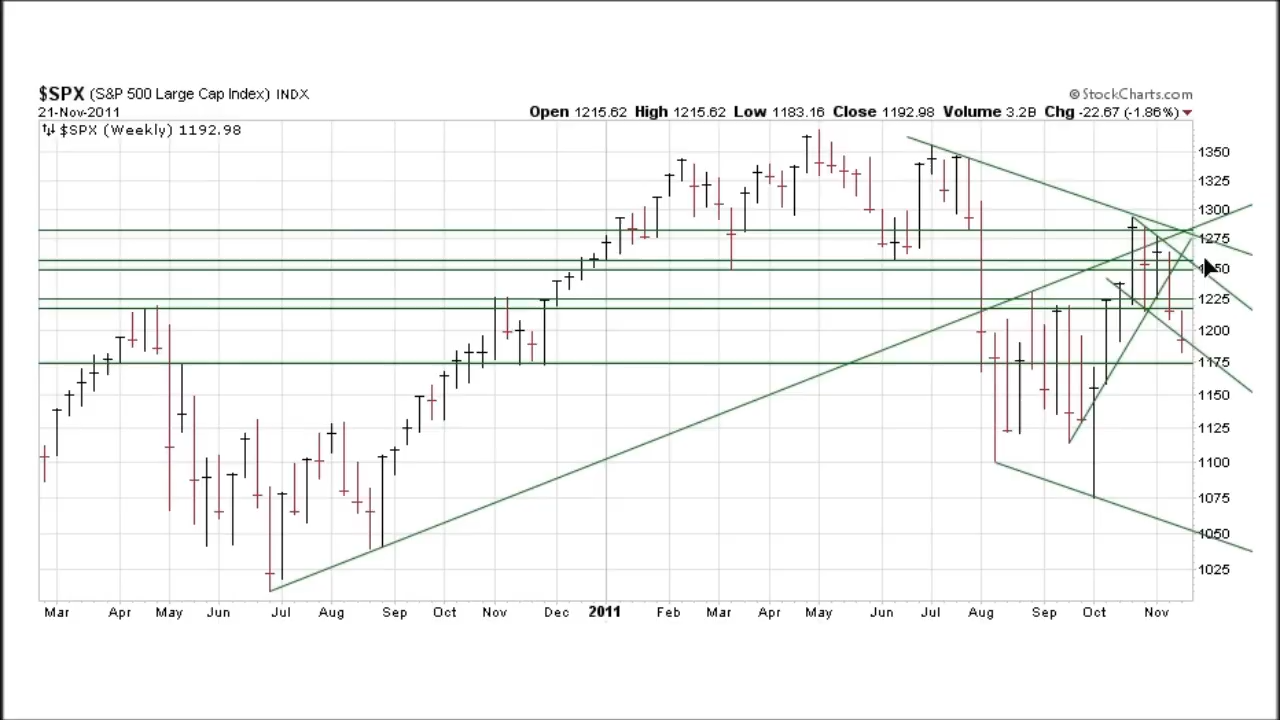 $SPX (S&P 500 Large Cap Index) INDX
© StockCharts.com
21-Nov-2011
Open 1215.62 High 1215.62 Low 1183.16 Close 1192.98 Volume 3.2B Chg -22.67 (-1.86%)
$SPX (Weekly) 1192.98
1350
1325
1300
1275
1225
1200
1175
1150
1125
1100
1075
1050
1025
Mar Apr May Jun Jul Aug Sep Oct Nov Dec 2011 Feb Mar Apr May Jun Jul Aug Sep Oct Nov